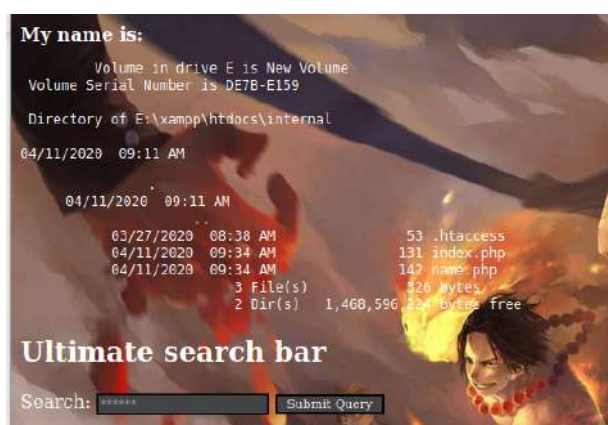 My name is:
Volume in drive E is New Volume
Volume Serial Number is DE7B-E159
Directory of E:\xampp\htdocs\internal
04/11/2020 09:11 AM
.
04/11/2020 09:11 AM
..
03/27/2020 08:38 AM 53 .htaccess
04/11/2020 09:34 AM 131 index.php
04/11/2020 09:34 AM 142 name.php
3 File(s) 326 bytes
2 Dir(s) 1,468,596,224 bytes free
Ultimate search bar
Search: ****** Submit Query